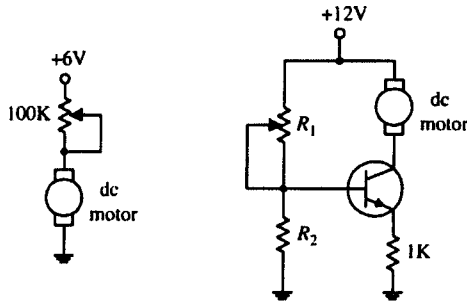 +6V
100K
dc
motor
+12V
R1
dc
motor
R2
1K